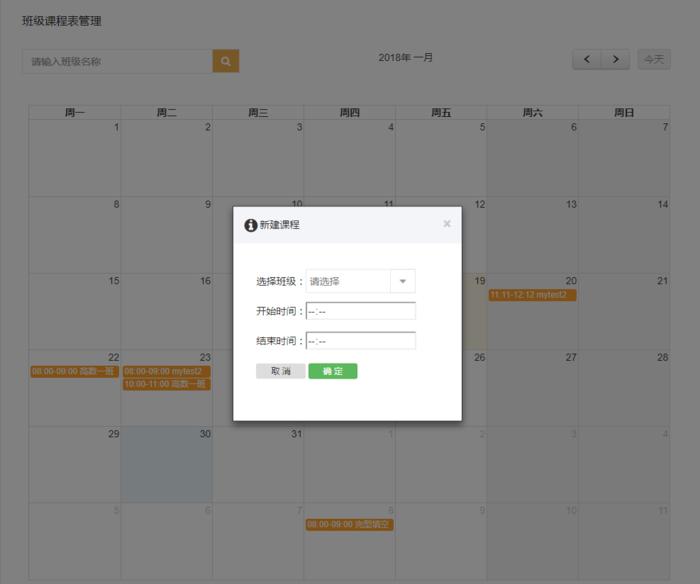 班级课程表管理
请输入班级名称
2018年 一月
今天
周一 周二 周三 周四 周五 周六 周日
1 2 3 4 5 6 7
8 9 10 11 12 13 14
新建课程 ×
15 16 19 20 21
11:11-12:12 mytest2
选择班级： 请选择
开始时间： --:--
结束时间： --:--
取 消 确 定
22 23 26 27 28
08:00-09:00 高数一班 08:00-09:00 mytest2
10:00-11:00 高数一班
29 30 31 1 2 3 4
5 6 7 8 9 10 11
08:00-09:00 完型填空